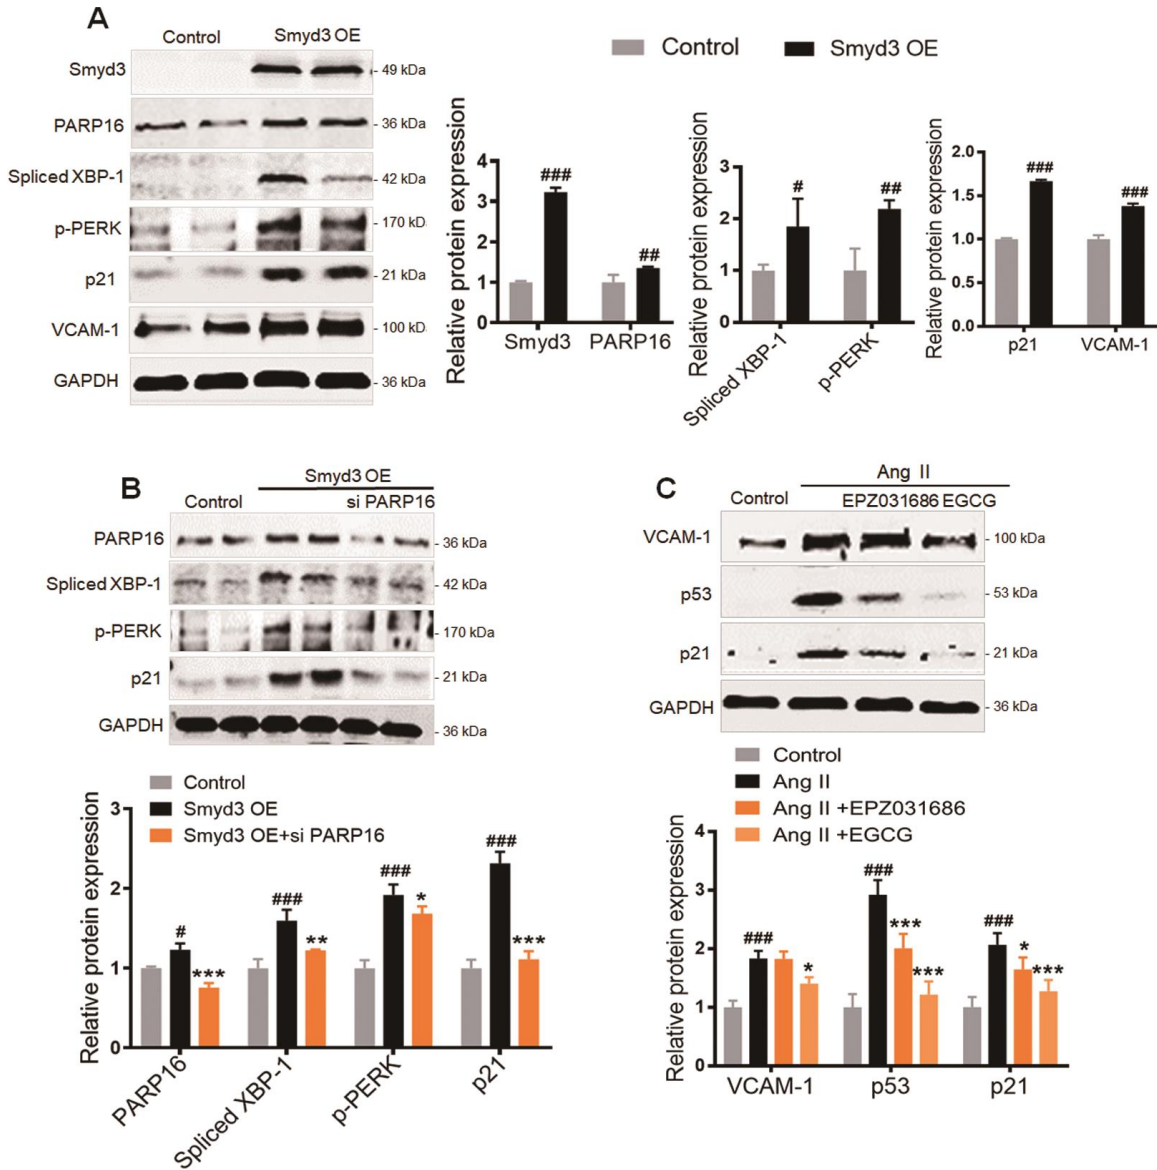 A
Control Smyd3 OE
Smyd3 - 49 kDa
PARP16 - 36 kDa
Spliced XBP-1 - 42 kDa
p-PERK - 170 kD
p21 - 21 kDa
VCAM-1 - 100 kD
GAPDH - 36 kDa
Control Smyd3 OE
Relative protein expression
4
3
2
1
0
###
##
Smyd3 PARP16
Relative protein expression
3
2
1
0
#
##
Spliced XBP-1 p-PERK
Relative protein expression
2.0
1.5
1.0
0.5
0.0
###
###
p21 VCAM-1
B
Smyd3 OE
Control si PARP16
PARP16 - 36 kDa
Spliced XBP-1 - 42 kDa
p-PERK - 170 kDa
p21 - 21 kDa
GAPDH - 36 kDa
Control
Smyd3 OE
Smyd3 OE+si PARP16
Relative protein expression
3
2
1
0
# *** ### ** ### * ### ***
PARP16 Spliced XBP-1 p-PERK p21
C
Ang II
Control EPZ031686 EGCG
VCAM-1 - 100 kDa
p53 - 53 kDa
p21 - 21 kDa
GAPDH - 36 kDa
Control
Ang II
Ang II +EPZ031686
Ang II +EGCG
Relative protein expression
4
3
2
1
0
### * ### *** *** ### * ***
VCAM-1 p53 p21